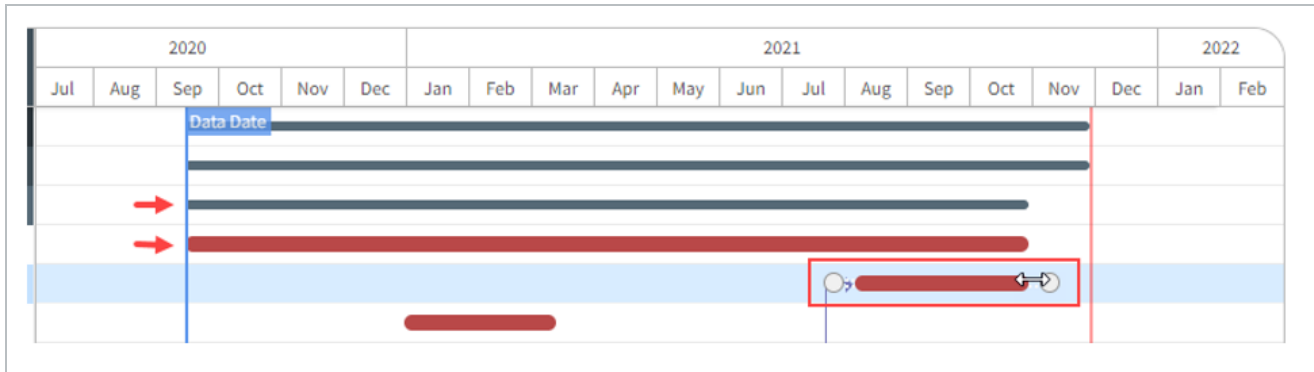 2020 2021 2022
Jul Aug Sep Oct Nov Dec Jan Feb Mar Apr May Jun Jul Aug Sep Oct Nov Dec Jan Feb
Data Date